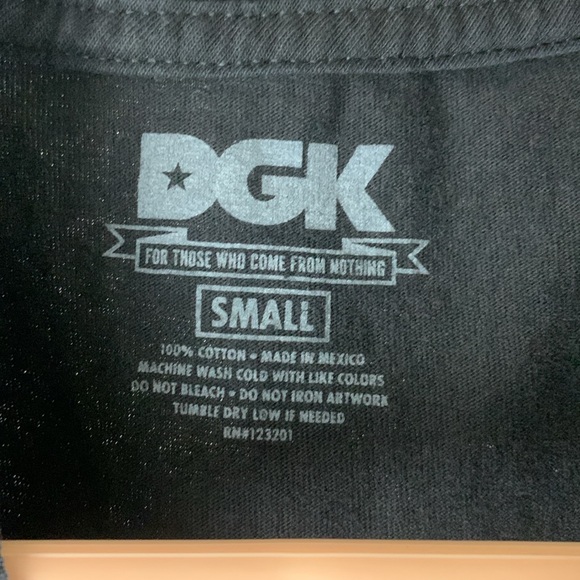 DGK
FOR THOSE WHO COME FROM NOTHING
SMALL
100% COTTON • MADE IN MEXICO
MACHINE WASH COLD WITH LIKE COLORS
DO NOT BLEACH • DO NOT IRON ARTWORK
TUMBLE DRY LOW IF NEEDED
RN#123201